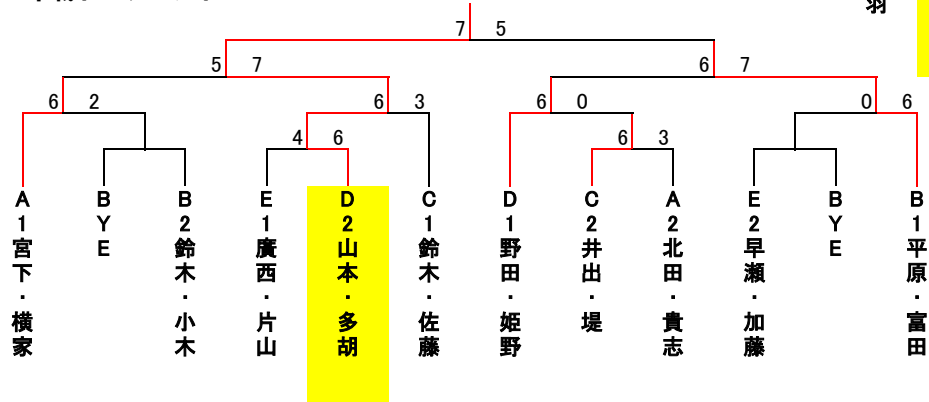 羽
7 5
5 7
6 7
6 2
6 3
6 0
0 6
4 6
6 3
A1宮下・横家
BYE
B2鈴木・小木
E1廣西・片山
D2山本・多胡
C1鈴木・佐藤
D1野田・姫野
C2井出・堤
A2北田・貴志
E2早瀬・加藤
BYE
B1平原・富田